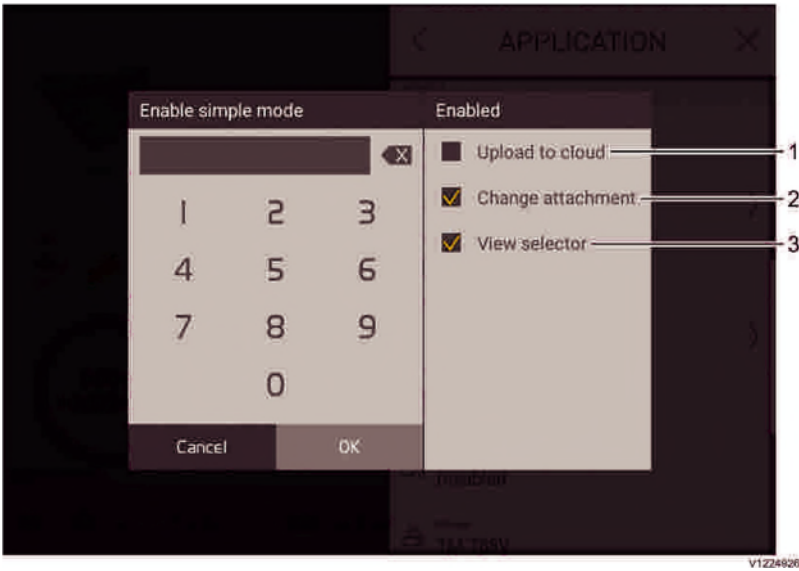 APPLICATION
Enable simple mode
Enabled
Upload to cloud
1
Change attachment
2
View selector
3
1 2 3
4 5 6
7 8 9
0
Cancel
OK
Disabled
V1224926